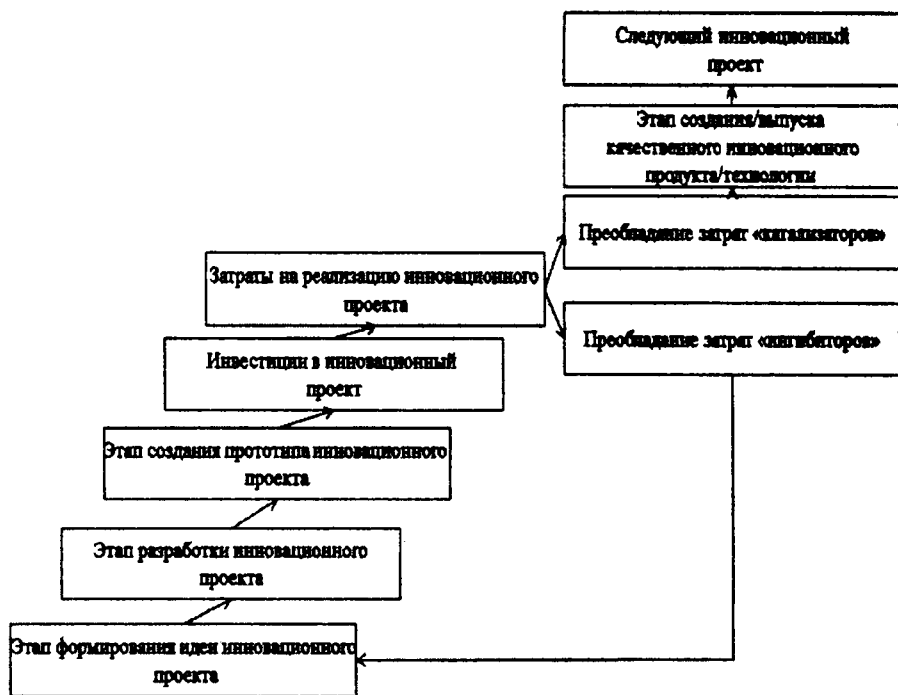 Следующий инновационный
проект
Этап создания/выпуска
качественного инновационного
продукта/технологии
Преобладание затрат «катализаторов»
Затраты на реализацию инновационного
проекта
Преобладание затрат «ингибиторов»
Инвестиции в инновационный
проект
Этап создания прототипа инновационного
проекта
Этап разработки инновационного
проекта
Этап формирования идеи инновационного
проекта